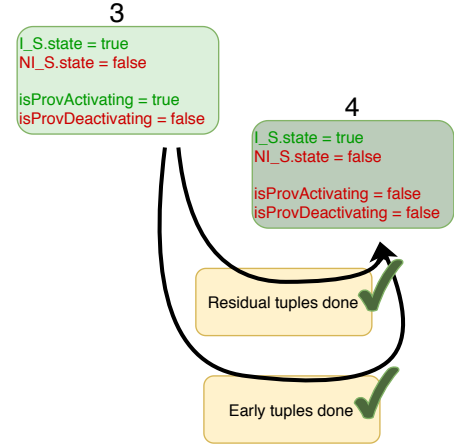 3
I_S.state = true
NI_S.state = false
isProvActivating = true
isProvDeactivating = false
4
I_S.state = true
NI_S.state = false
isProvActivating = false
isProvDeactivating = false
Residual tuples done
Early tuples done